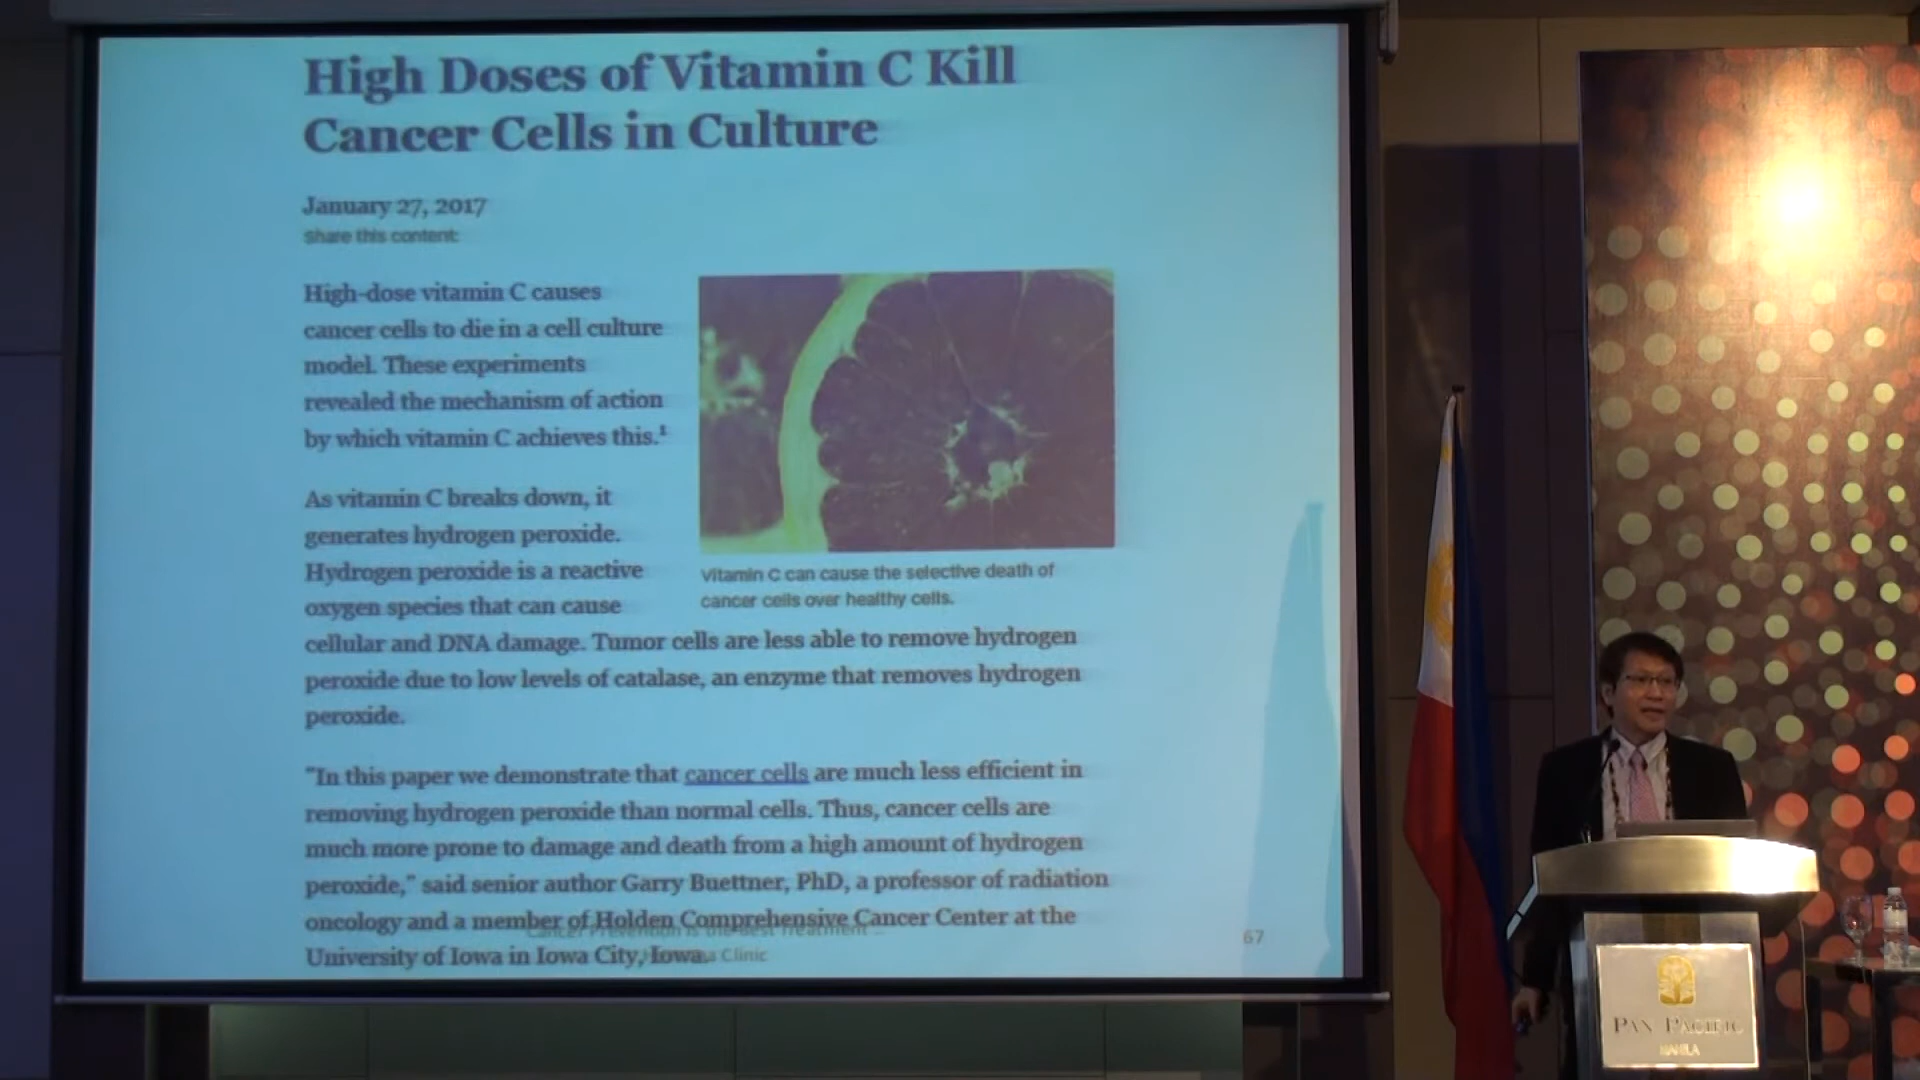 High Doses of Vitamin C Kill
Cancer Cells in Culture
January 27, 2017
Share this content:
High-dose vitamin C causes
cancer cells to die in a cell culture
model. These experiments
revealed the mechanism of action
by which vitamin C achieves this.¹
As vitamin C breaks down, it
generates hydrogen peroxide.
Hydrogen peroxide is a reactive
oxygen species that can cause
cellular and DNA damage. Tumor cells are less able to remove hydrogen
peroxide due to low levels of catalase, an enzyme that removes hydrogen
peroxide.
Vitamin C can cause the selective death of
cancer cells over healthy cells.
"In this paper we demonstrate that cancer cells are much less efficient in
removing hydrogen peroxide than normal cells. Thus, cancer cells are
much more prone to damage and death from a high amount of hydrogen
peroxide," said senior author Garry Buettner, PhD, a professor of radiation
oncology and a member of Holden Comprehensive Cancer Center at the
University of Iowa in Iowa City, Iowa.
Cancer Prevention is the Best Treatment ...
Clinic
67
PAN PACIFIC
MANILA